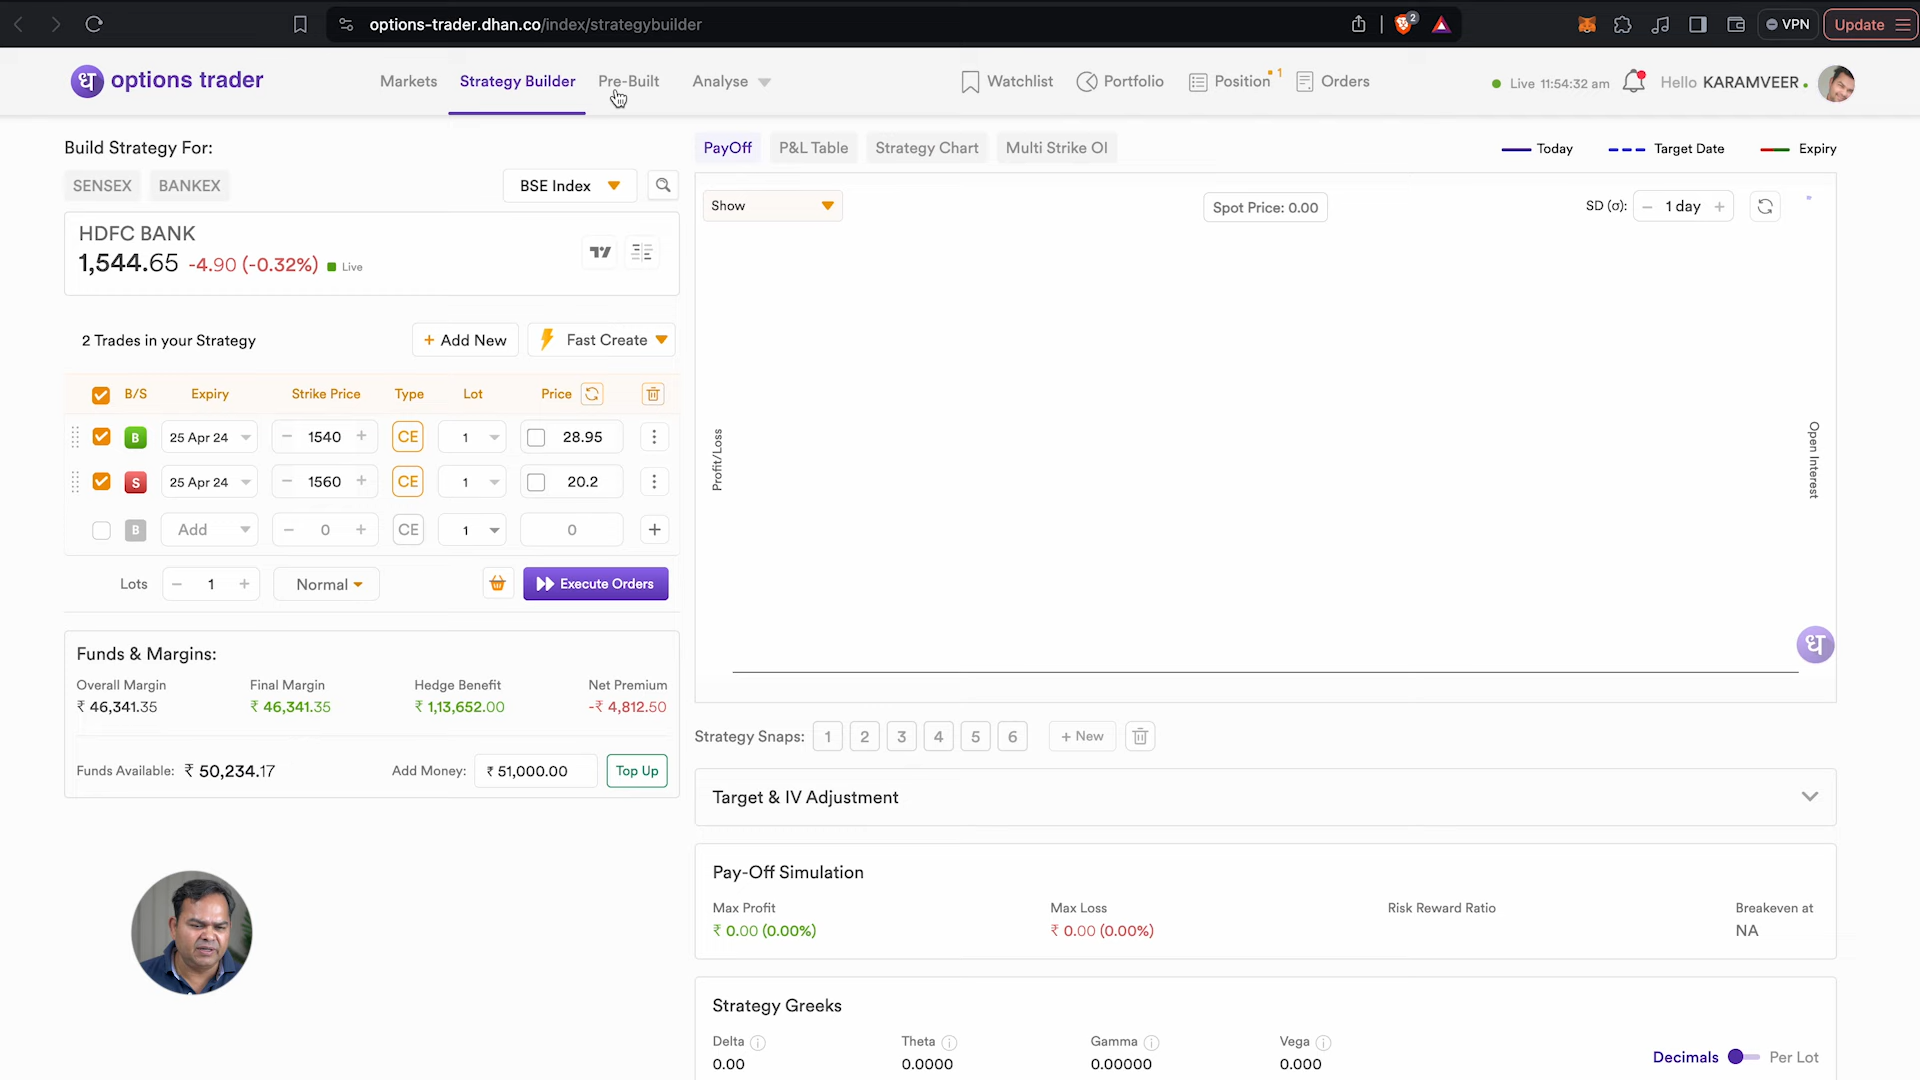 options-trader.dhan.co/index/strategybuilder
2
VPN
Update
ध options trader
Markets
Strategy Builder
Pre-Built
Analyse
Watchlist
Portfolio
Position 1
Orders
Live 11:54:32 am
Hello KARAMVEER
Build Strategy For:
SENSEX
BANKEX
BSE Index
HDFC BANK
1,544.65 -4.90 (-0.32%) Live
2 Trades in your Strategy
+ Add New
Fast Create
B/S Expiry Strike Price Type Lot Price
B 25 Apr 24 − 1540 + CE 1 28.95
S 25 Apr 24 − 1560 + CE 1 20.2
B Add − 0 + CE 1 0 +
Lots − 1 + Normal Execute Orders
Funds & Margins:
Overall Margin Final Margin Hedge Benefit Net Premium
₹ 46,341.35 ₹ 46,341.35 ₹ 1,13,652.00 -₹ 4,812.50
Funds Available: ₹ 50,234.17 Add Money: ₹ 51,000.00 Top Up
PayOff
P&L Table
Strategy Chart
Multi Strike OI
Today
Target Date
Expiry
Show
Spot Price: 0.00
SD (σ): − 1 day +
Profit/Loss
Open Interest
ध
Strategy Snaps: 1 2 3 4 5 6 + New
Target & IV Adjustment
Pay-Off Simulation
Max Profit Max Loss Risk Reward Ratio Breakeven at
₹ 0.00 (0.00%) ₹ 0.00 (0.00%) NA
Strategy Greeks
Delta Theta Gamma Vega
0.00 0.0000 0.00000 0.000
Decimals Per Lot